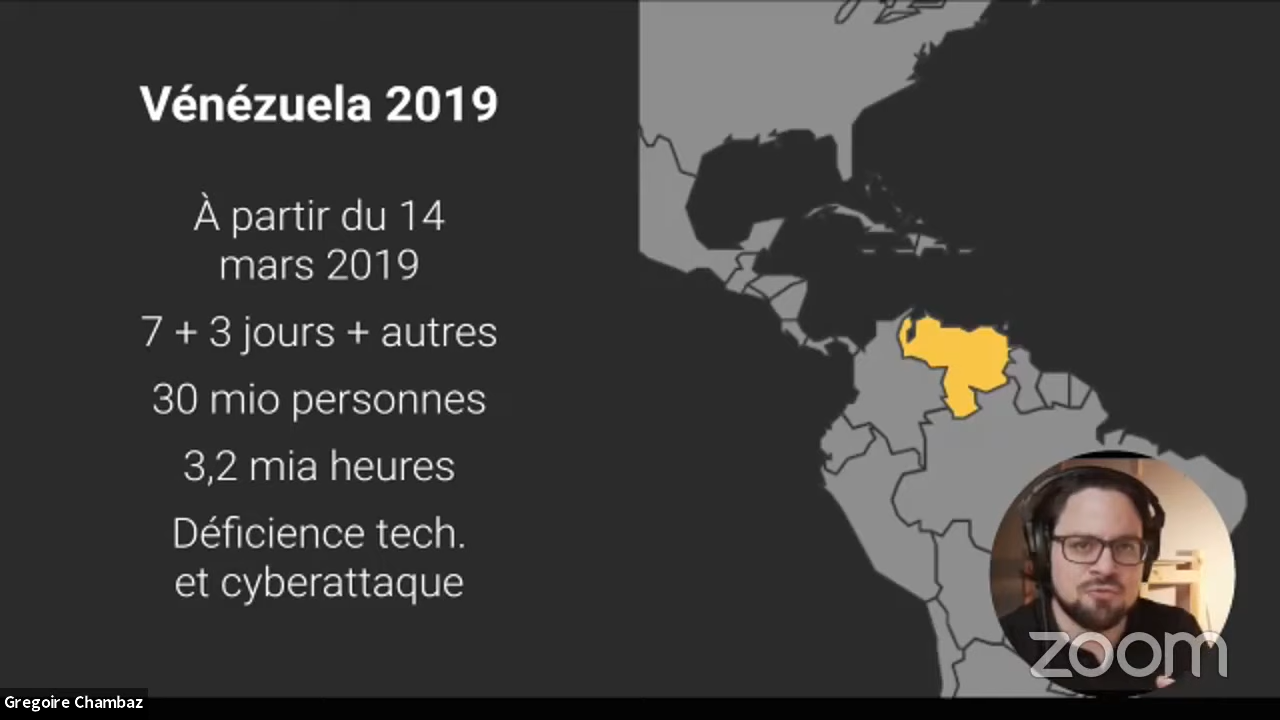 Vénézuela 2019
À partir du 14
mars 2019
7 + 3 jours + autres
30 mio personnes
3,2 mia heures
Déficience tech.
et cyberattaque
zoom
Gregoire Chambaz